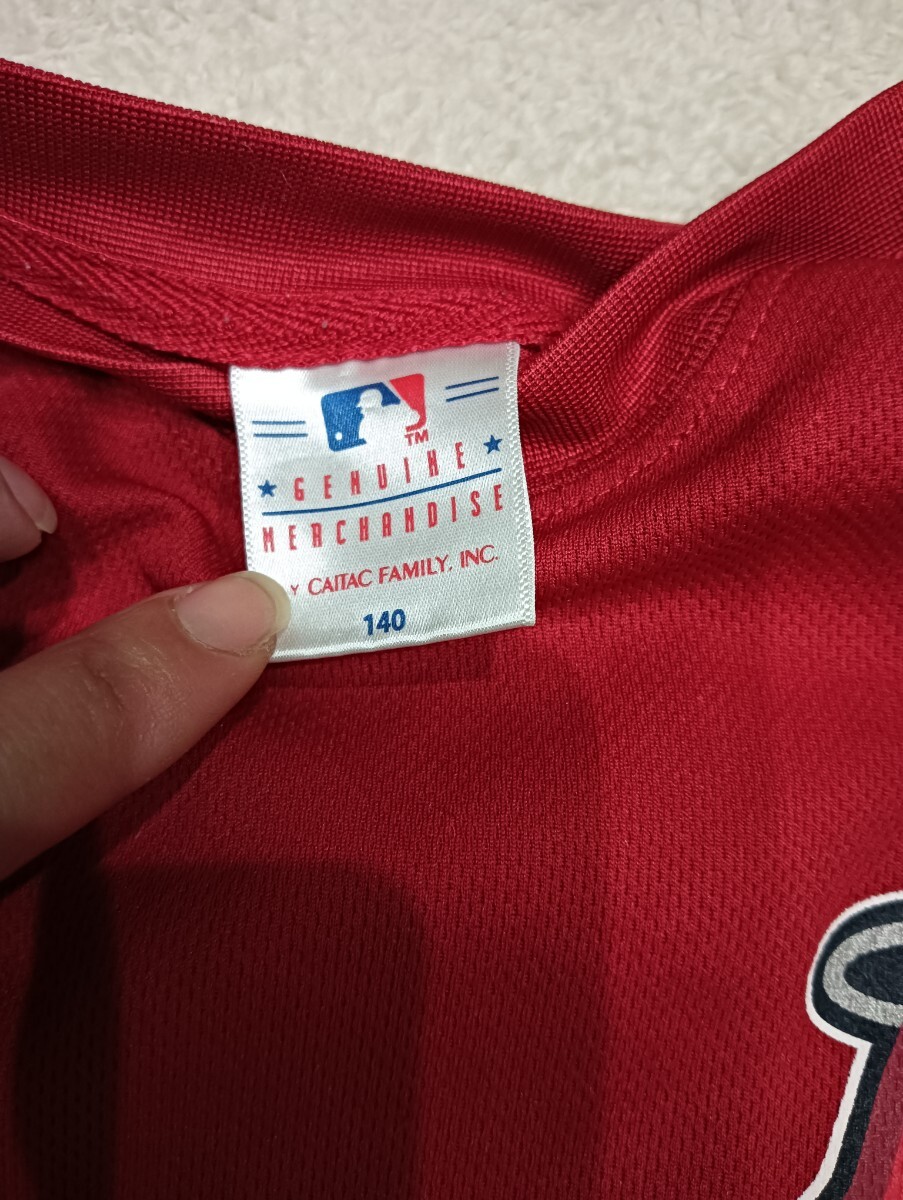 TM
GENUINE
MERCHANDISE
Y CAITAC FAMILY, INC.
140